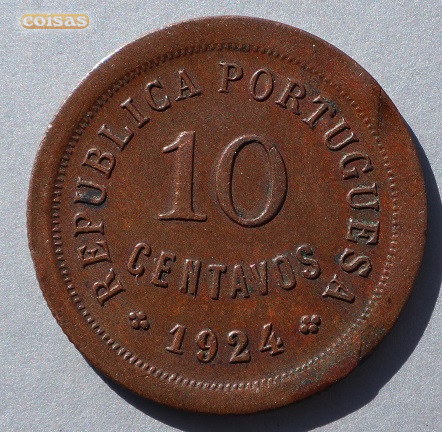 coisas
REPUBLICA PORTUGUESA
10
CENTAVOS
1924